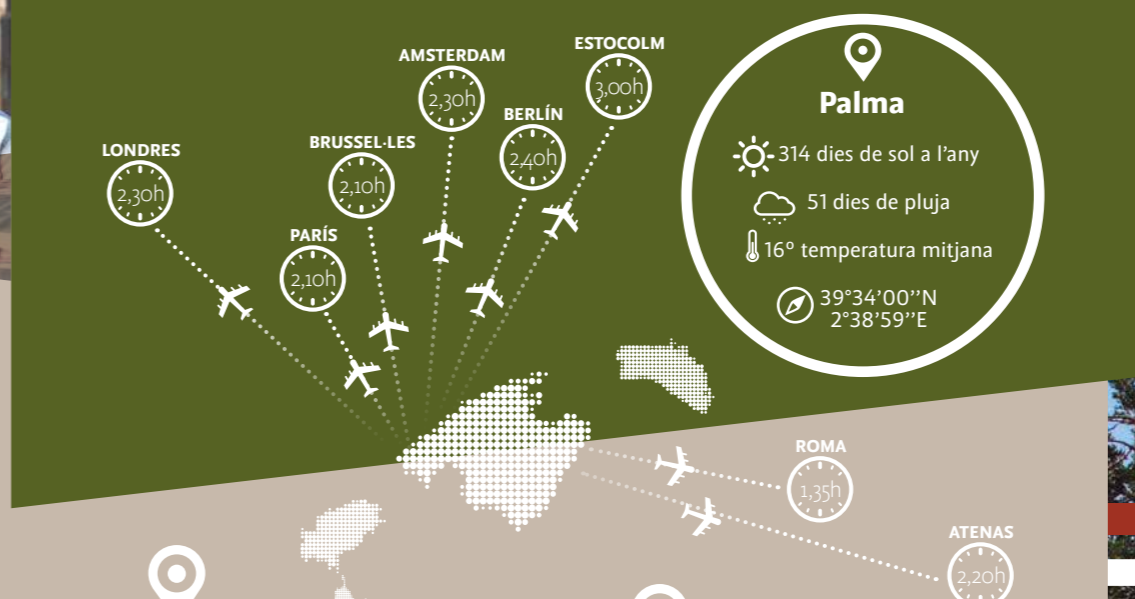 ESTOCOLM
3,00h
AMSTERDAM
2,30h
BERLÍN
2,40h
BRUSSEL·LES
2,10h
LONDRES
2,30h
PARÍS
2,10h
Palma
314 dies de sol a l’any
51 dies de pluja
16º temperatura mitjana
39°34’00’’N
2°38’59’’E
ROMA
1,35h
ATENAS
2,20h